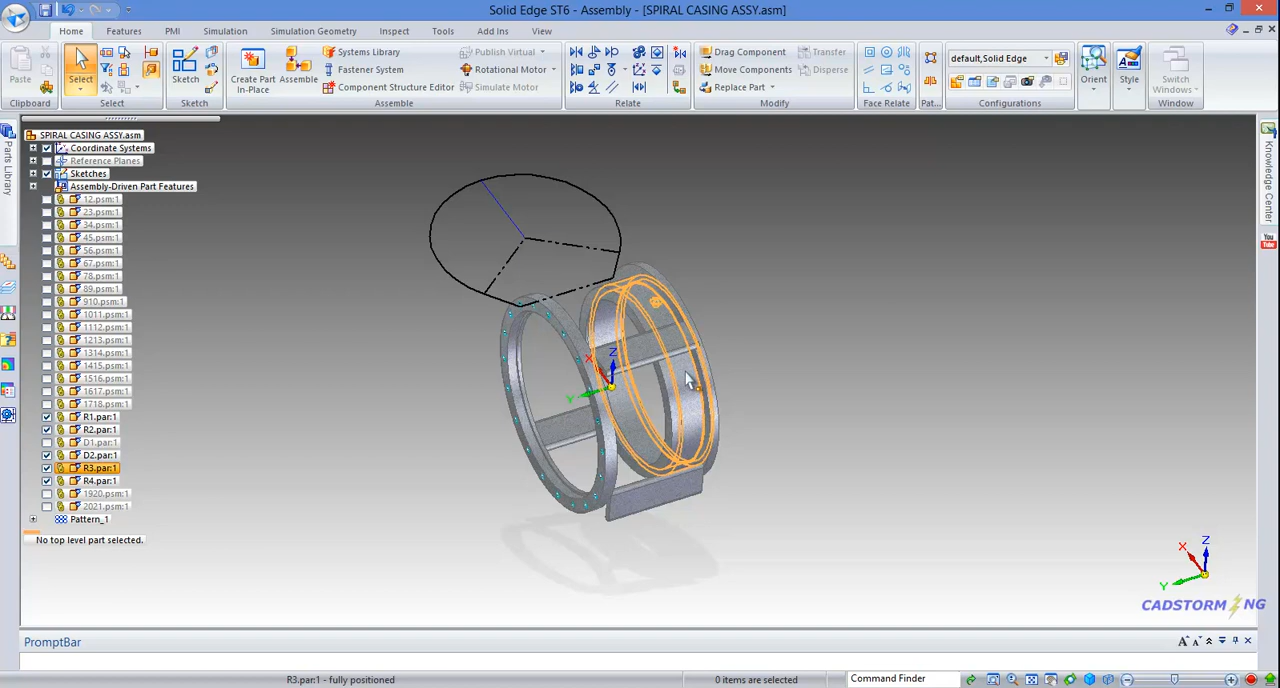 Solid Edge ST6 - Assembly - [SPIRAL CASING ASSY.asm]
Home Features PMI Simulation Simulation Geometry Inspect Tools Add Ins View
Paste
Clipboard
Select
Select
Sketch
Sketch
Create Part In-Place
Assemble
Systems Library
Fastener System
Component Structure Editor
Publish Virtual
Rotational Motor
Simulate Motor
Assemble
Relate
Drag Component
Move Components
Replace Part
Transfer
Disperse
Modify
Face Relate
Pat...
default,Solid Edge
Configurations
Orient
Style
Switch Windows
Window
Parts Library
Knowledge Center
You Tube
SPIRAL CASING ASSY.asm
Coordinate Systems
Reference Planes
Sketches
Assembly-Driven Part Features
12.psm:1
23.psm:1
34.psm:1
45.psm:1
56.psm:1
67.psm:1
78.psm:1
89.psm:1
910.psm:1
1011.psm:1
1112.psm:1
1213.psm:1
1314.psm:1
1415.psm:1
1516.psm:1
1617.psm:1
1718.psm:1
R1.par:1
R2.par:1
D1.par:1
D2.par:1
R3.par:1
R4.par:1
1920.psm:1
2021.psm:1
Pattern_1
No top level part selected.
X Z Y
X Z Y
CADSTORMING
PromptBar
R3.par:1 - fully positioned
0 items are selected
Command Finder